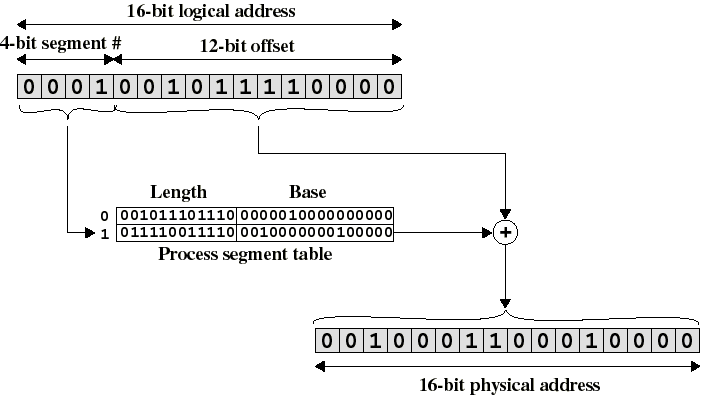 16-bit logical address
4-bit segment #
12-bit offset
0 0 0 1 0 0 1 0 1 1 1 1 0 0 0 0
Length Base
0 001011101110 0000010000000000
1 011110011110 0010000000100000
+
Process segment table
0 0 1 0 0 0 1 1 0 0 0 1 0 0 0 0
16-bit physical address